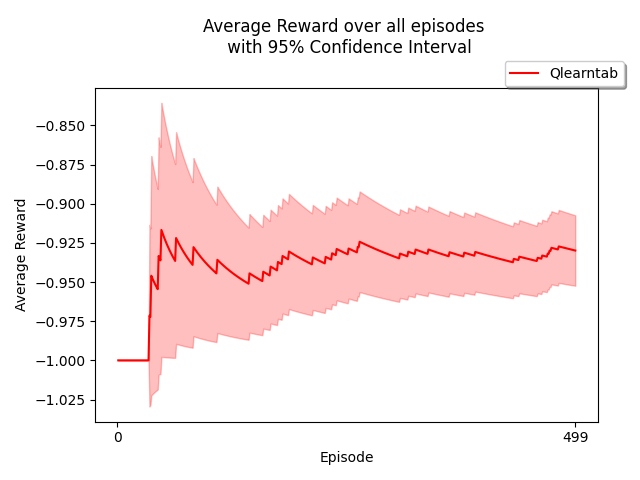 Average Reward over all episodes
with 95% Confidence Interval
Qlearntab
−0.850
−0.875
−0.900
−0.925
−0.950
−0.975
−1.000
−1.025
Average Reward
0
499
Episode